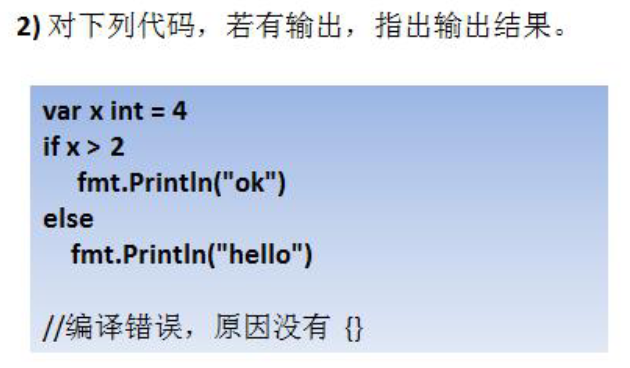 2) 对下列代码，若有输出，指出输出结果。
var x int = 4
if x > 2
fmt.Println("ok")
else
fmt.Println("hello")
//编译错误，原因没有 {}